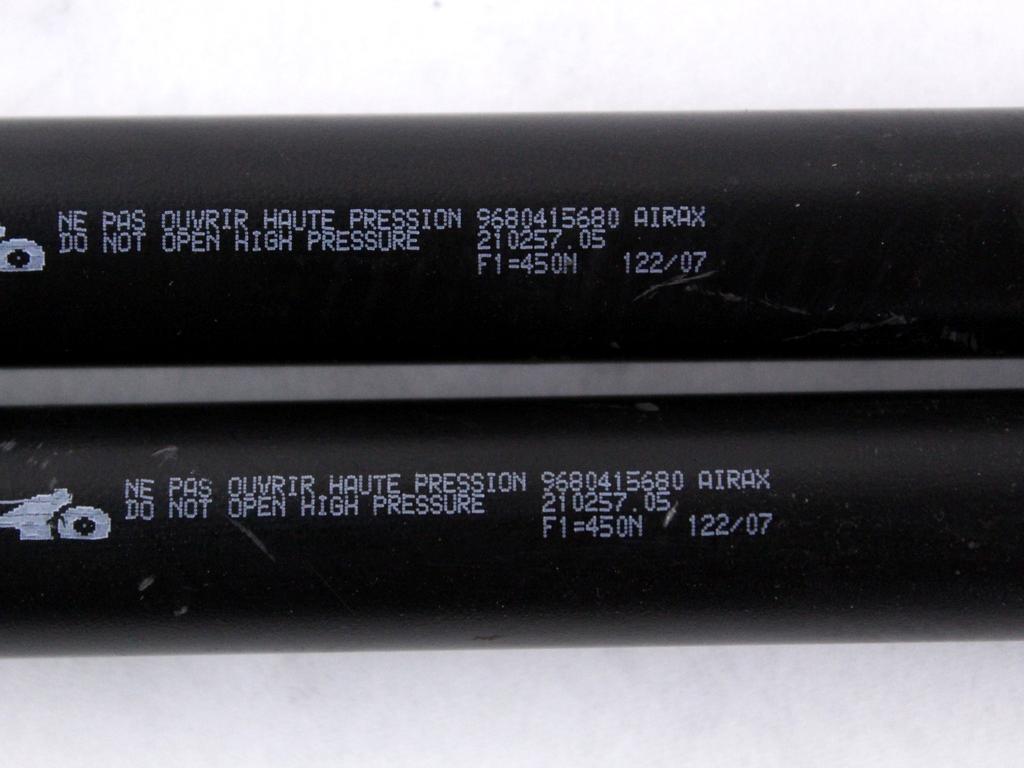 NE PAS OUVRIR HAUTE PRESSION 9680415680 AIRAX
DO NOT OPEN HIGH PRESSURE 210257.05
F1=450N 122/07
NE PAS OUVRIR HAUTE PRESSION 9680415680 AIRAX
DO NOT OPEN HIGH PRESSURE 210257.05
F1=450N 122/07